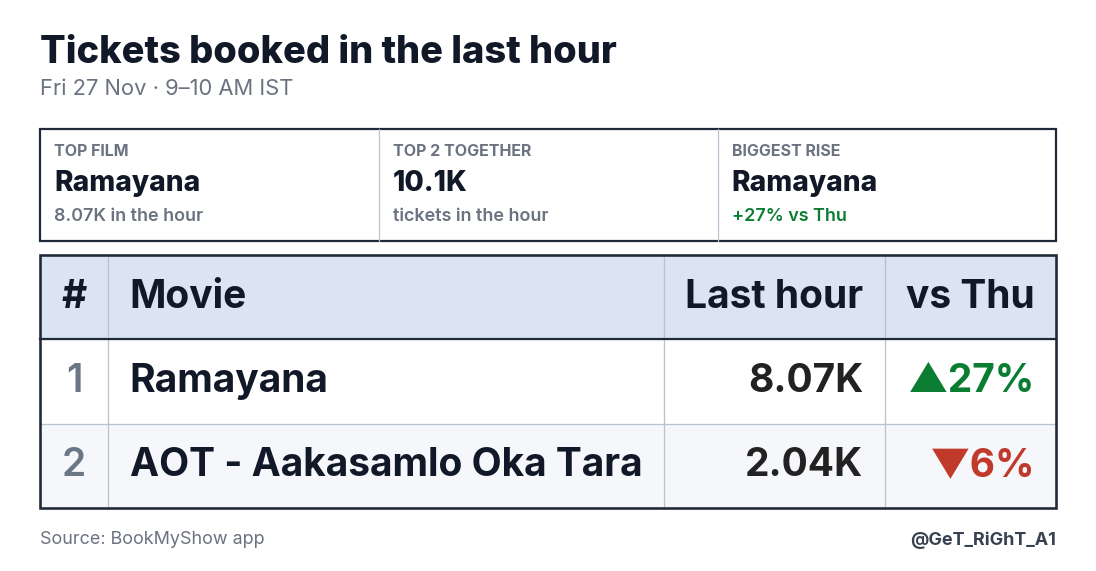 Tickets booked in the last hour
Fri 27 Nov · 9–10 AM IST
TOP FILM
Ramayana
8.07K in the hour
TOP 2 TOGETHER
10.1K
tickets in the hour
BIGGEST RISE
Ramayana
+27% vs Thu
# Movie Last hour vs Thu
1 Ramayana 8.07K ▲27%
2 AOT - Aakasamlo Oka Tara 2.04K ▼6%
Source: BookMyShow app
@GeT_RiGhT_A1